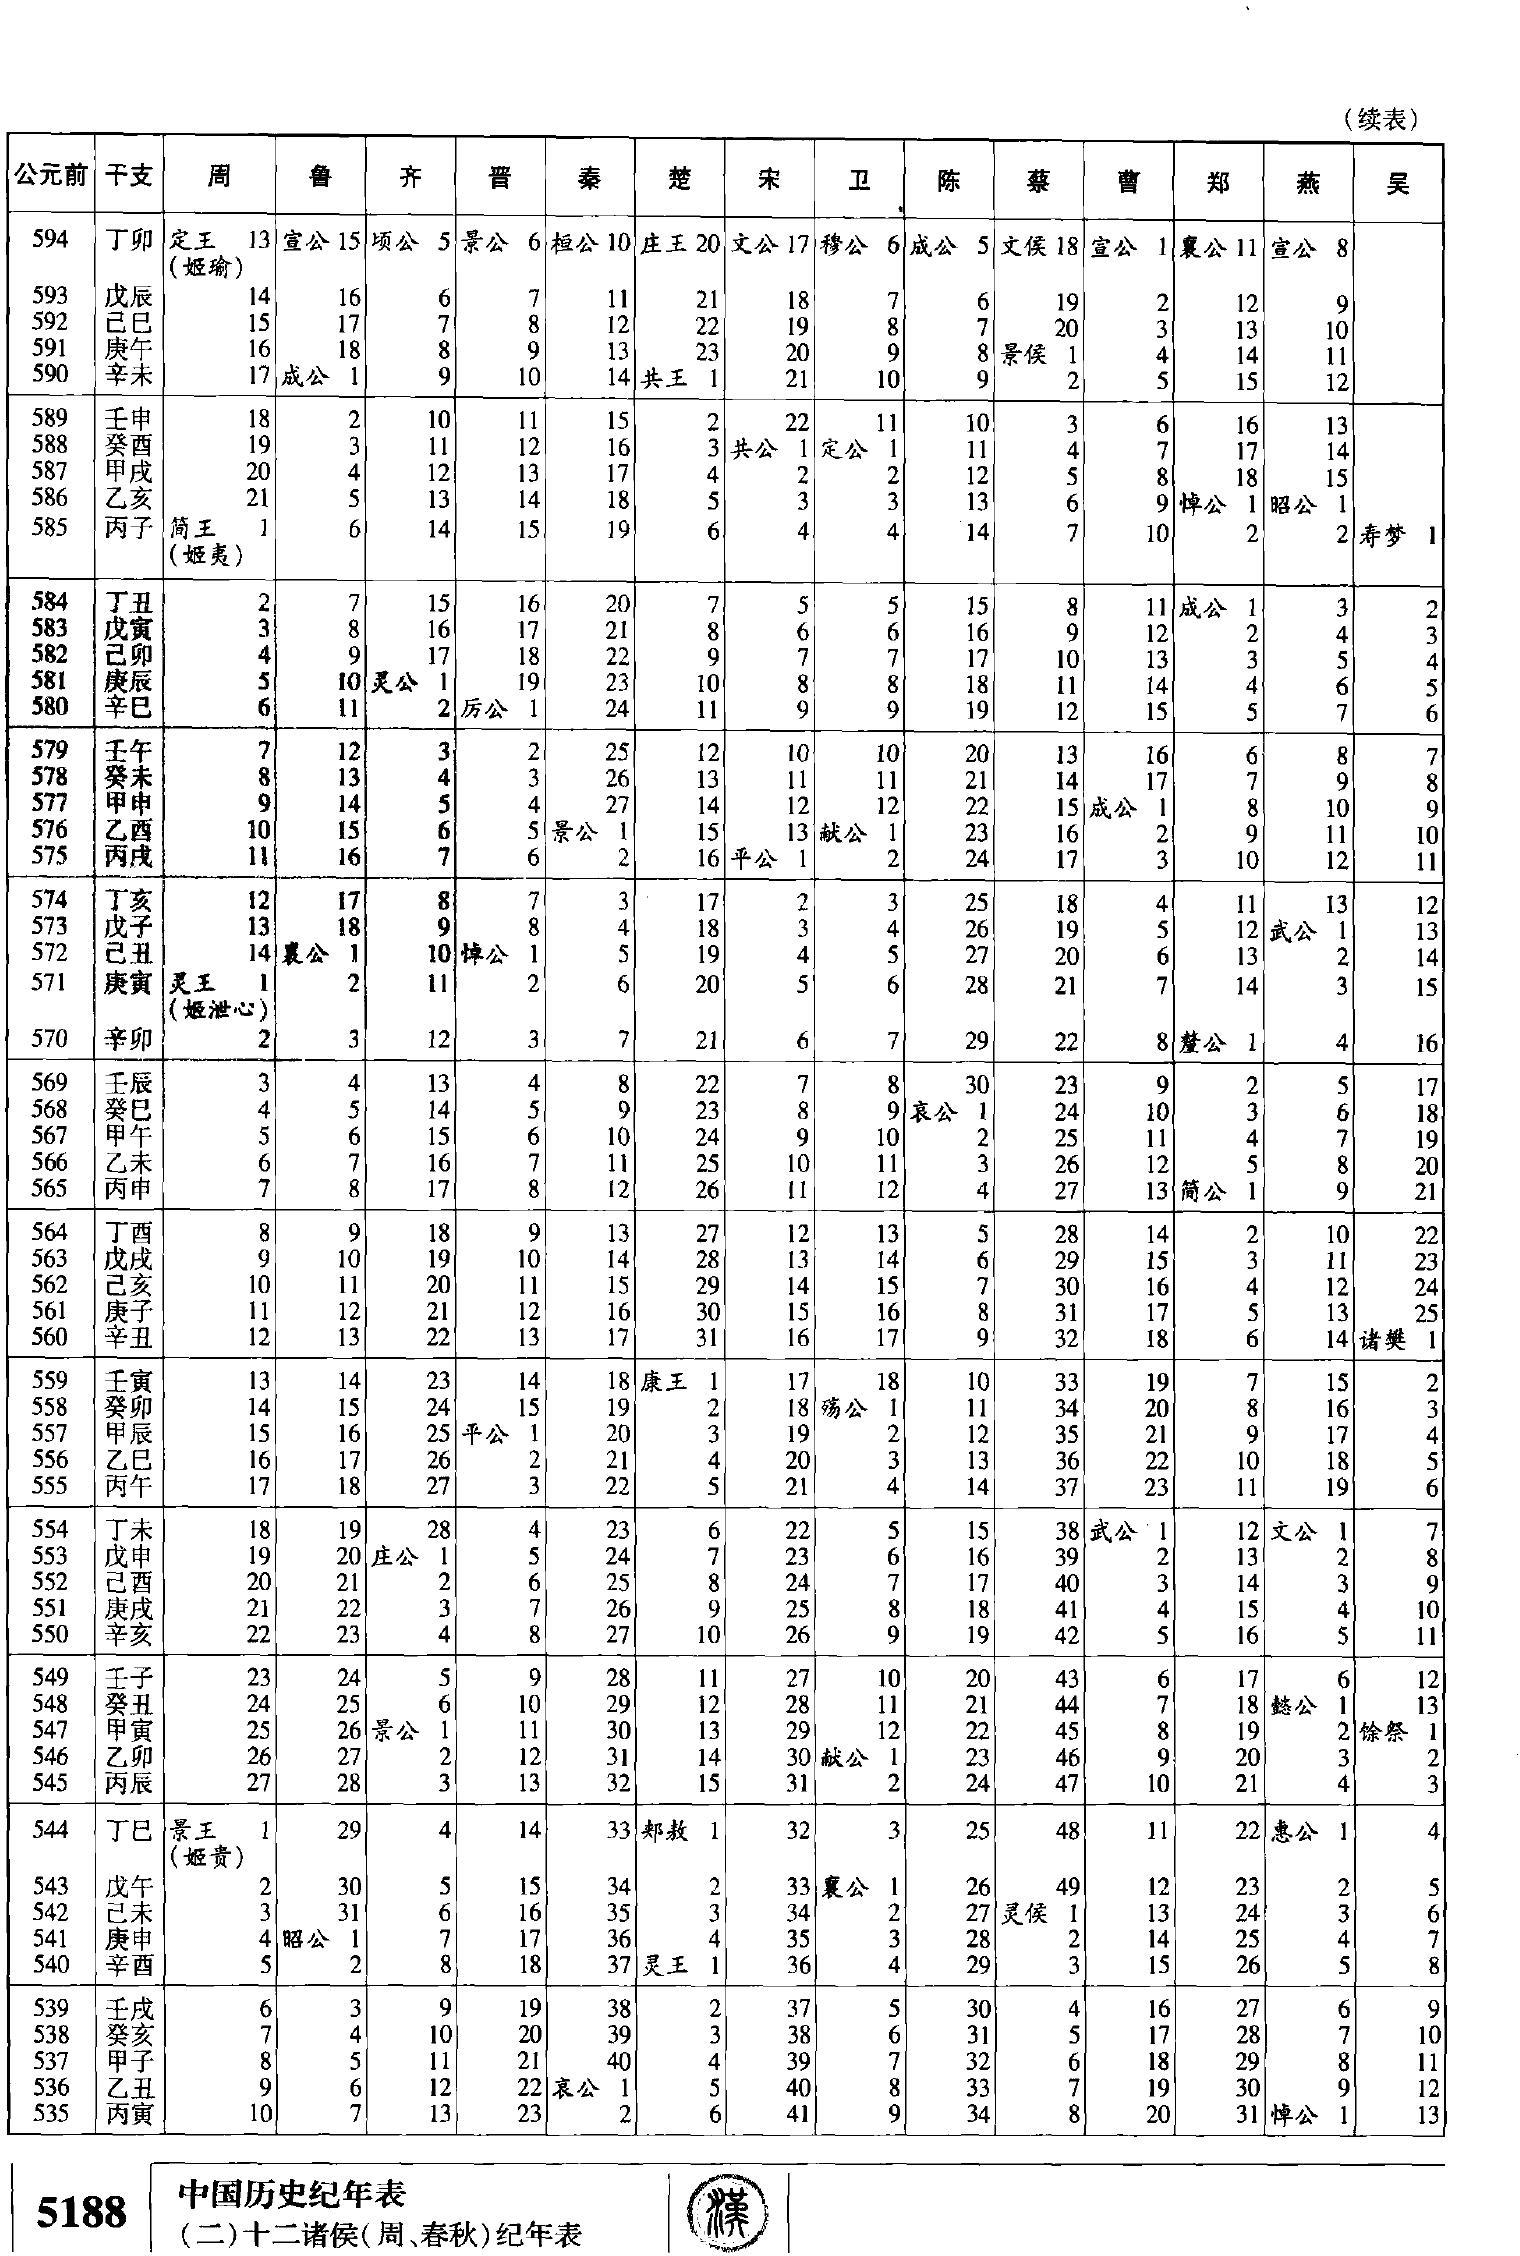 (续表)
公元前 干支 周 鲁 齐 晋 秦 楚 宋 卫 陈 蔡 曹 郑 燕 吴
594 丁卯 定王 13 宣公 15 顷公 5 景公 6 桓公 10 庄王 20 文公 17 穆公 6 成公 5 文侯 18 宣公 1 襄公 11 宣公 8
(姬瑜)
593 戊辰 14 16 6 7 11 21 18 7 6 19 2 12 9
592 己巳 15 17 7 8 12 22 19 8 7 20 3 13 10
591 庚午 16 18 8 9 13 23 20 9 8 景侯 1 4 14 11
590 辛未 17 成公 1 9 10 14 共王 1 21 10 9 2 5 15 12
589 壬申 18 2 10 11 15 2 22 11 10 3 6 16 13
588 癸酉 19 3 11 12 16 3 共公 1 定公 1 11 4 7 17 14
587 甲戌 20 4 12 13 17 4 2 2 12 5 8 18 15
586 乙亥 21 5 13 14 18 5 3 3 13 6 9 悼公 1 昭公 1
585 丙子 简王 1 6 14 15 19 6 4 4 14 7 10 2 2 寿梦 1
(姬夷)
584 丁丑 2 7 15 16 20 7 5 5 15 8 11 成公 1 3 2
583 戊寅 3 8 16 17 21 8 6 6 16 9 12 2 4 3
582 己卯 4 9 17 18 22 9 7 7 17 10 13 3 5 4
581 庚辰 5 10 灵公 1 19 23 10 8 8 18 11 14 4 6 5
580 辛巳 6 11 2 厉公 1 24 11 9 9 19 12 15 5 7 6
579 壬午 7 12 3 2 25 12 10 10 20 13 16 6 8 7
578 癸未 8 13 4 3 26 13 11 11 21 14 17 7 9 8
577 甲申 9 14 5 4 27 14 12 12 22 15 成公 1 8 10 9
576 乙酉 10 15 6 5 景公 1 15 13 献公 1 23 16 2 9 11 10
575 丙戌 11 16 7 6 2 16 平公 1 2 24 17 3 10 12 11
574 丁亥 12 17 8 7 3 17 2 3 25 18 4 11 13 12
573 戊子 13 18 9 8 4 18 3 4 26 19 5 12 武公 1 13
572 己丑 14 襄公 1 10 悼公 1 5 19 4 5 27 20 6 13 2 14
571 庚寅 灵王 1 2 11 2 6 20 5 6 28 21 7 14 3 15
(姬泄心)
570 辛卯 2 3 12 3 7 21 6 7 29 22 8 釐公 1 4 16
569 壬辰 3 4 13 4 8 22 7 8 30 23 9 2 5 17
568 癸巳 4 5 14 5 9 23 8 9 哀公 1 24 10 3 6 18
567 甲午 5 6 15 6 10 24 9 10 2 25 11 4 7 19
566 乙未 6 7 16 7 11 25 10 11 3 26 12 5 8 20
565 丙申 7 8 17 8 12 26 11 12 4 27 13 简公 1 9 21
564 丁酉 8 9 18 9 13 27 12 13 5 28 14 2 10 22
563 戊戌 9 10 19 10 14 28 13 14 6 29 15 3 11 23
562 己亥 10 11 20 11 15 29 14 15 7 30 16 4 12 24
561 庚子 11 12 21 12 16 30 15 16 8 31 17 5 13 25
560 辛丑 12 13 22 13 17 31 16 17 9 32 18 6 14 诸樊 1
559 壬寅 13 14 23 14 18 康王 1 17 18 10 33 19 7 15 2
558 癸卯 14 15 24 15 19 2 18 殇公 1 11 34 20 8 16 3
557 甲辰 15 16 25 平公 1 20 3 19 2 12 35 21 9 17 4
556 乙巳 16 17 26 2 21 4 20 3 13 36 22 10 18 5
555 丙午 17 18 27 3 22 5 21 4 14 37 23 11 19 6
554 丁未 18 19 28 4 23 6 22 5 15 38 武公 1 12 文公 1 7
553 戊申 19 20 庄公 1 5 24 7 23 6 16 39 2 13 2 8
552 己酉 20 21 2 6 25 8 24 7 17 40 3 14 3 9
551 庚戌 21 22 3 7 26 9 25 8 18 41 4 15 4 10
550 辛亥 22 23 4 8 27 10 26 9 19 42 5 16 5 11
549 壬子 23 24 5 9 28 11 27 10 20 43 6 17 6 12
548 癸丑 24 25 6 10 29 12 28 11 21 44 7 18 懿公 1 13
547 甲寅 25 26 景公 1 11 30 13 29 12 22 45 8 19 2 馀祭 1
546 乙卯 26 27 2 12 31 14 30 献公 1 23 46 9 20 3 2
545 丙辰 27 28 3 13 32 15 31 2 24 47 10 21 4 3
544 丁巳 景王 1 29 4 14 33 郏敖 1 32 3 25 48 11 22 惠公 1 4
(姬贵)
543 戊午 2 30 5 15 34 2 33 襄公 1 26 49 12 23 2 5
542 己未 3 31 6 16 35 3 34 2 27 灵侯 1 13 24 3 6
541 庚申 4 昭公 1 7 17 36 4 35 3 28 2 14 25 4 7
540 辛酉 5 2 8 18 37 灵王 1 36 4 29 3 15 26 5 8
539 壬戌 6 3 9 19 38 2 37 5 30 4 16 27 6 9
538 癸亥 7 4 10 20 39 3 38 6 31 5 17 28 7 10
537 甲子 8 5 11 21 40 4 39 7 32 6 18 29 8 11
536 乙丑 9 6 12 22 哀公 1 5 40 8 33 7 19 30 9 12
535 丙寅 10 7 13 23 2 6 41 9 34 8 20 31 悼公 1 13
5188
中国历史纪年表
(二)十二诸侯(周、春秋)纪年表
漢